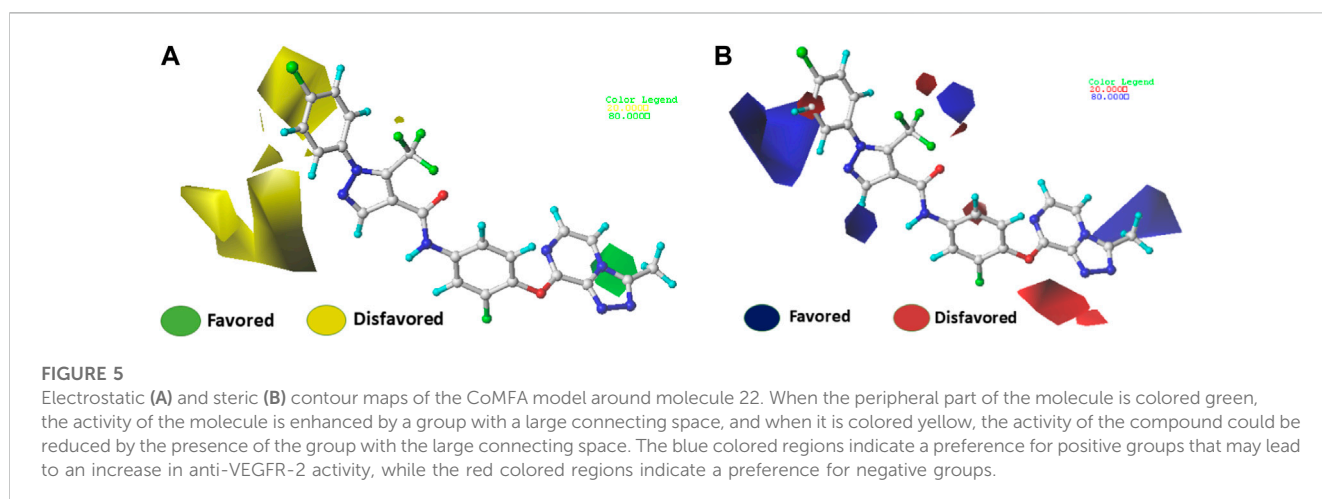 A
B
Color Legend
80.000□
Color Legend
20.000□
80.000□
Favored
Disfavored
Favored
Disfavored
FIGURE 5
Electrostatic (A) and steric (B) contour maps of the CoMFA model around molecule 22. When the peripheral part of the molecule is colored green,
the activity of the molecule is enhanced by a group with a large connecting space, and when it is colored yellow, the activity of the compound could be
reduced by the presence of the group with the large connecting space. The blue colored regions indicate a preference for positive groups that may lead
to an increase in anti-VEGFR-2 activity, while the red colored regions indicate a preference for negative groups.